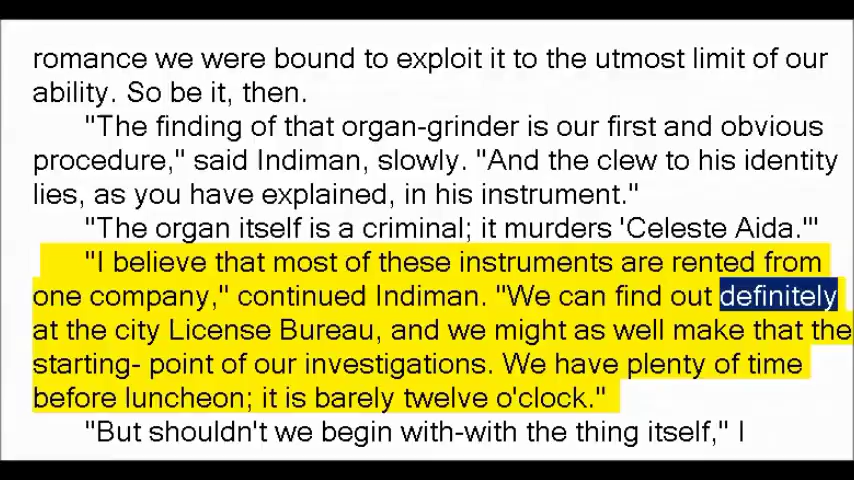 romance we were bound to exploit it to the utmost limit of our
ability. So be it, then.
"The finding of that organ-grinder is our first and obvious
procedure," said Indiman, slowly. "And the clew to his identity
lies, as you have explained, in his instrument."
"The organ itself is a criminal; it murders 'Celeste Aida.'"
"I believe that most of these instruments are rented from
one company," continued Indiman. "We can find out definitely
at the city License Bureau, and we might as well make that the
starting- point of our investigations. We have plenty of time
before luncheon; it is barely twelve o'clock."
"But shouldn't we begin with-with the thing itself," I